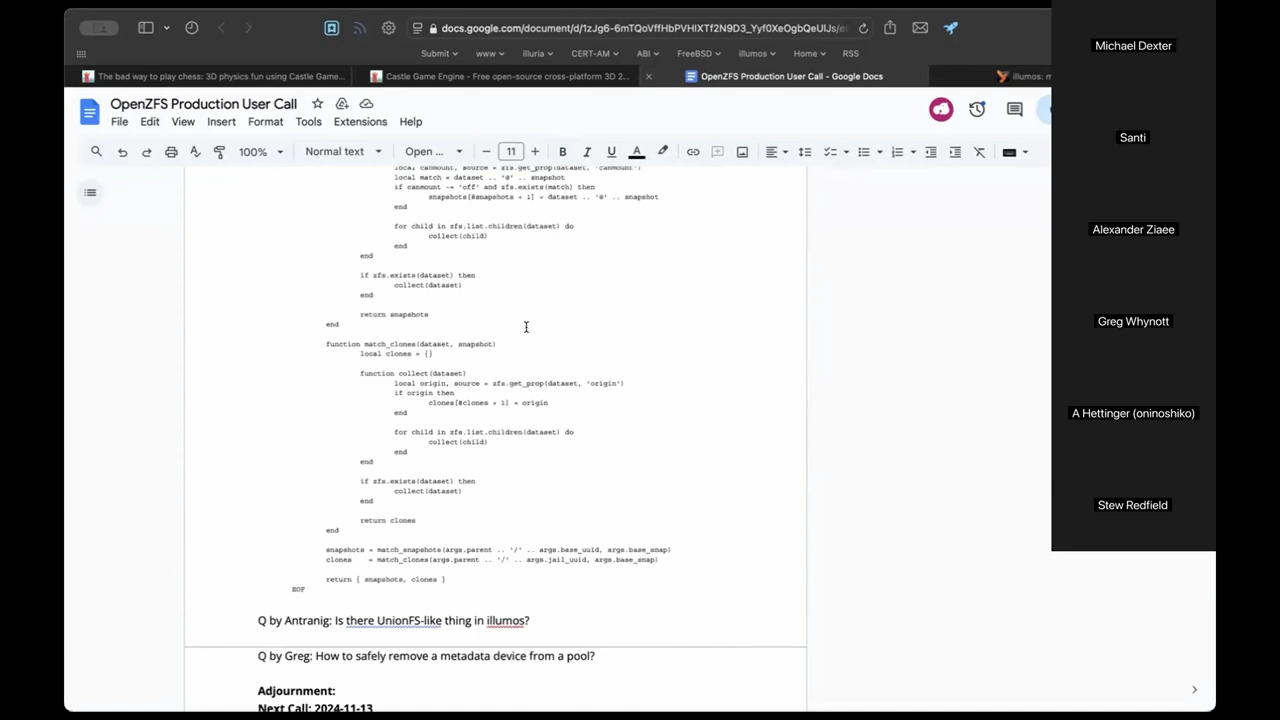 docs.google.com/document/d/1zJg6-6mTQoVffHbPVHIXTf2N9D3_Yyf0XeOgbQeUIJs/e
Submit www illuria CERT-AM ABI FreeBSD illumos Home RSS
The bad way to play chess: 3D physics fun using Castle Game...
Castle Game Engine - Free open-source cross-platform 3D 2...
OpenZFS Production User Call - Google Docs
illumos: m
OpenZFS Production User Call
File Edit View Insert Format Tools Extensions Help
100% Normal text Open ... 11
local canmount, source = zfs.get_prop(dataset, 'canmount')
local match = dataset .. '@' .. snapshot
if canmount ~= 'off' and zfs.exists(match) then
snapshots[#snapshots + 1] = dataset .. '@' .. snapshot
end
for child in zfs.list.children(dataset) do
collect(child)
end
end
if zfs.exists(dataset) then
collect(dataset)
end
return snapshots
end
function match_clones(dataset, snapshot)
local clones = {}
function collect(dataset)
local origin, source = zfs.get_prop(dataset, 'origin')
if origin then
clones[#clones + 1] = origin
end
for child in zfs.list.children(dataset) do
collect(child)
end
end
if zfs.exists(dataset) then
collect(dataset)
end
return clones
end
snapshots = match_snapshots(args.parent .. '/' .. args.base_uuid, args.base_snap)
clones = match_clones(args.parent .. '/' .. args.jail_uuid, args.base_snap)
return { snapshots, clones }
EOF
Q by Antranig: Is there UnionFS-like thing in illumos?
Q by Greg: How to safely remove a metadata device from a pool?
Adjournment:
Next Call: 2024-11-13
Michael Dexter
Santi
Alexander Ziaee
Greg Whynott
A Hettinger (oninoshiko)
Stew Redfield